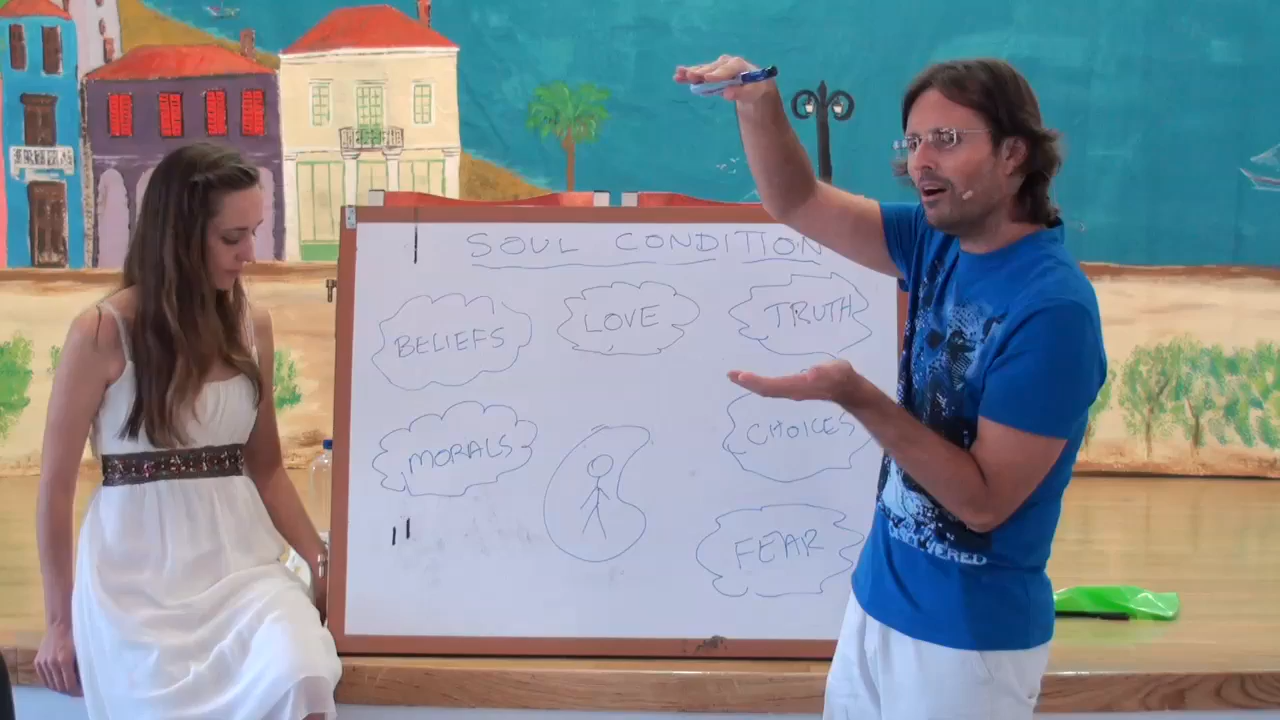 SOUL CONDITION
BELIEFS
LOVE
TRUTH
MORALS
CHOICES
FEAR